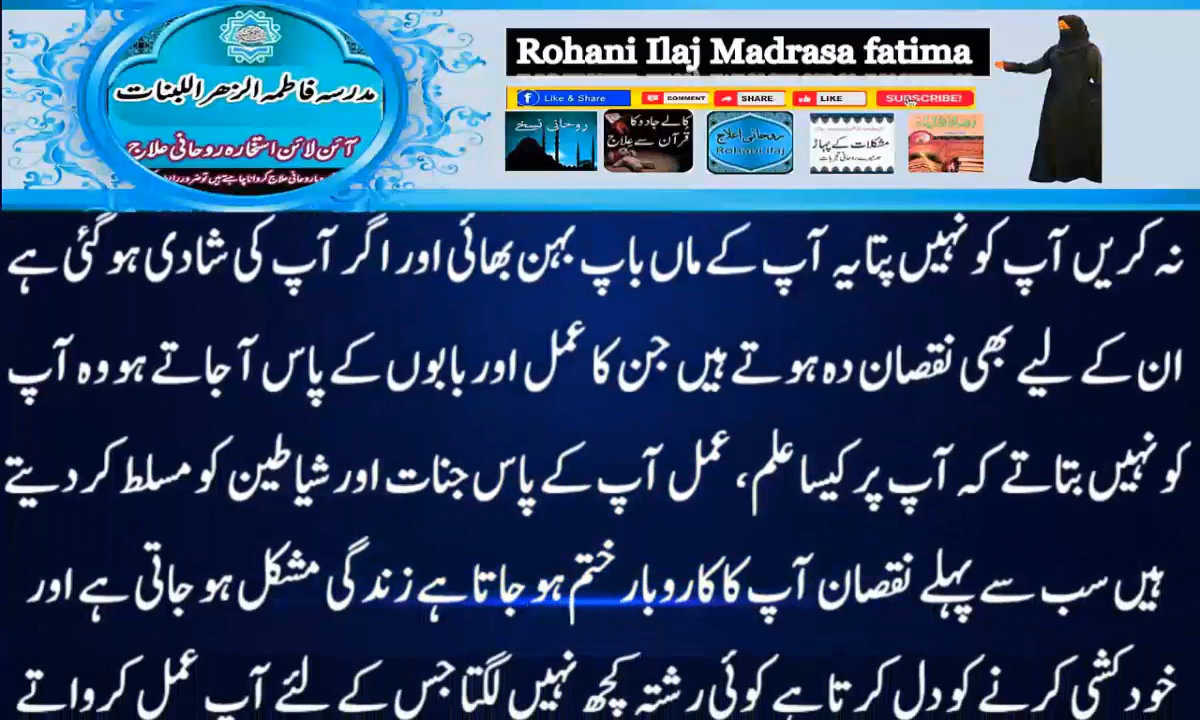 Rohani Ilaj Madrasa fatima
Like & Share COMMENT SHARE LIKE SUBSCRIBE!
روحانی نسخے
کالے جادو کا
قرآن سے علاج
روحانی علاج
Rohani ilaj
مشکلات کے پہاڑ
مدرسہ فاطمہ الزھرا للبنات
آئن لائن استخارہ روحانی علاج
نہ کریں آپ کو نہیں پتا یہ آپ کے ماں باپ بہن بھائی اور اگر آپ کی شادی ہو گئی ہے
ان کے لیے بھی نقصان دہ ہوتے ہیں جن کا عمل اور بابوں کے پاس آ جاتے ہو وہ آپ
کو نہیں بتاتے کہ آپ پر کیسا علم، عمل آپ کے پاس جنات اور شیاطین کو مسلط کر دیتے
ہیں سب سے پہلے نقصان آپ کا کاروبار ختم ہو جاتا ہے زندگی مشکل ہو جاتی ہے اور
خودکشی کرنے کو دل کرتا ہے کوئی رشتہ کچھ نہیں لگتا جس کے لئے آپ عمل کرواتے